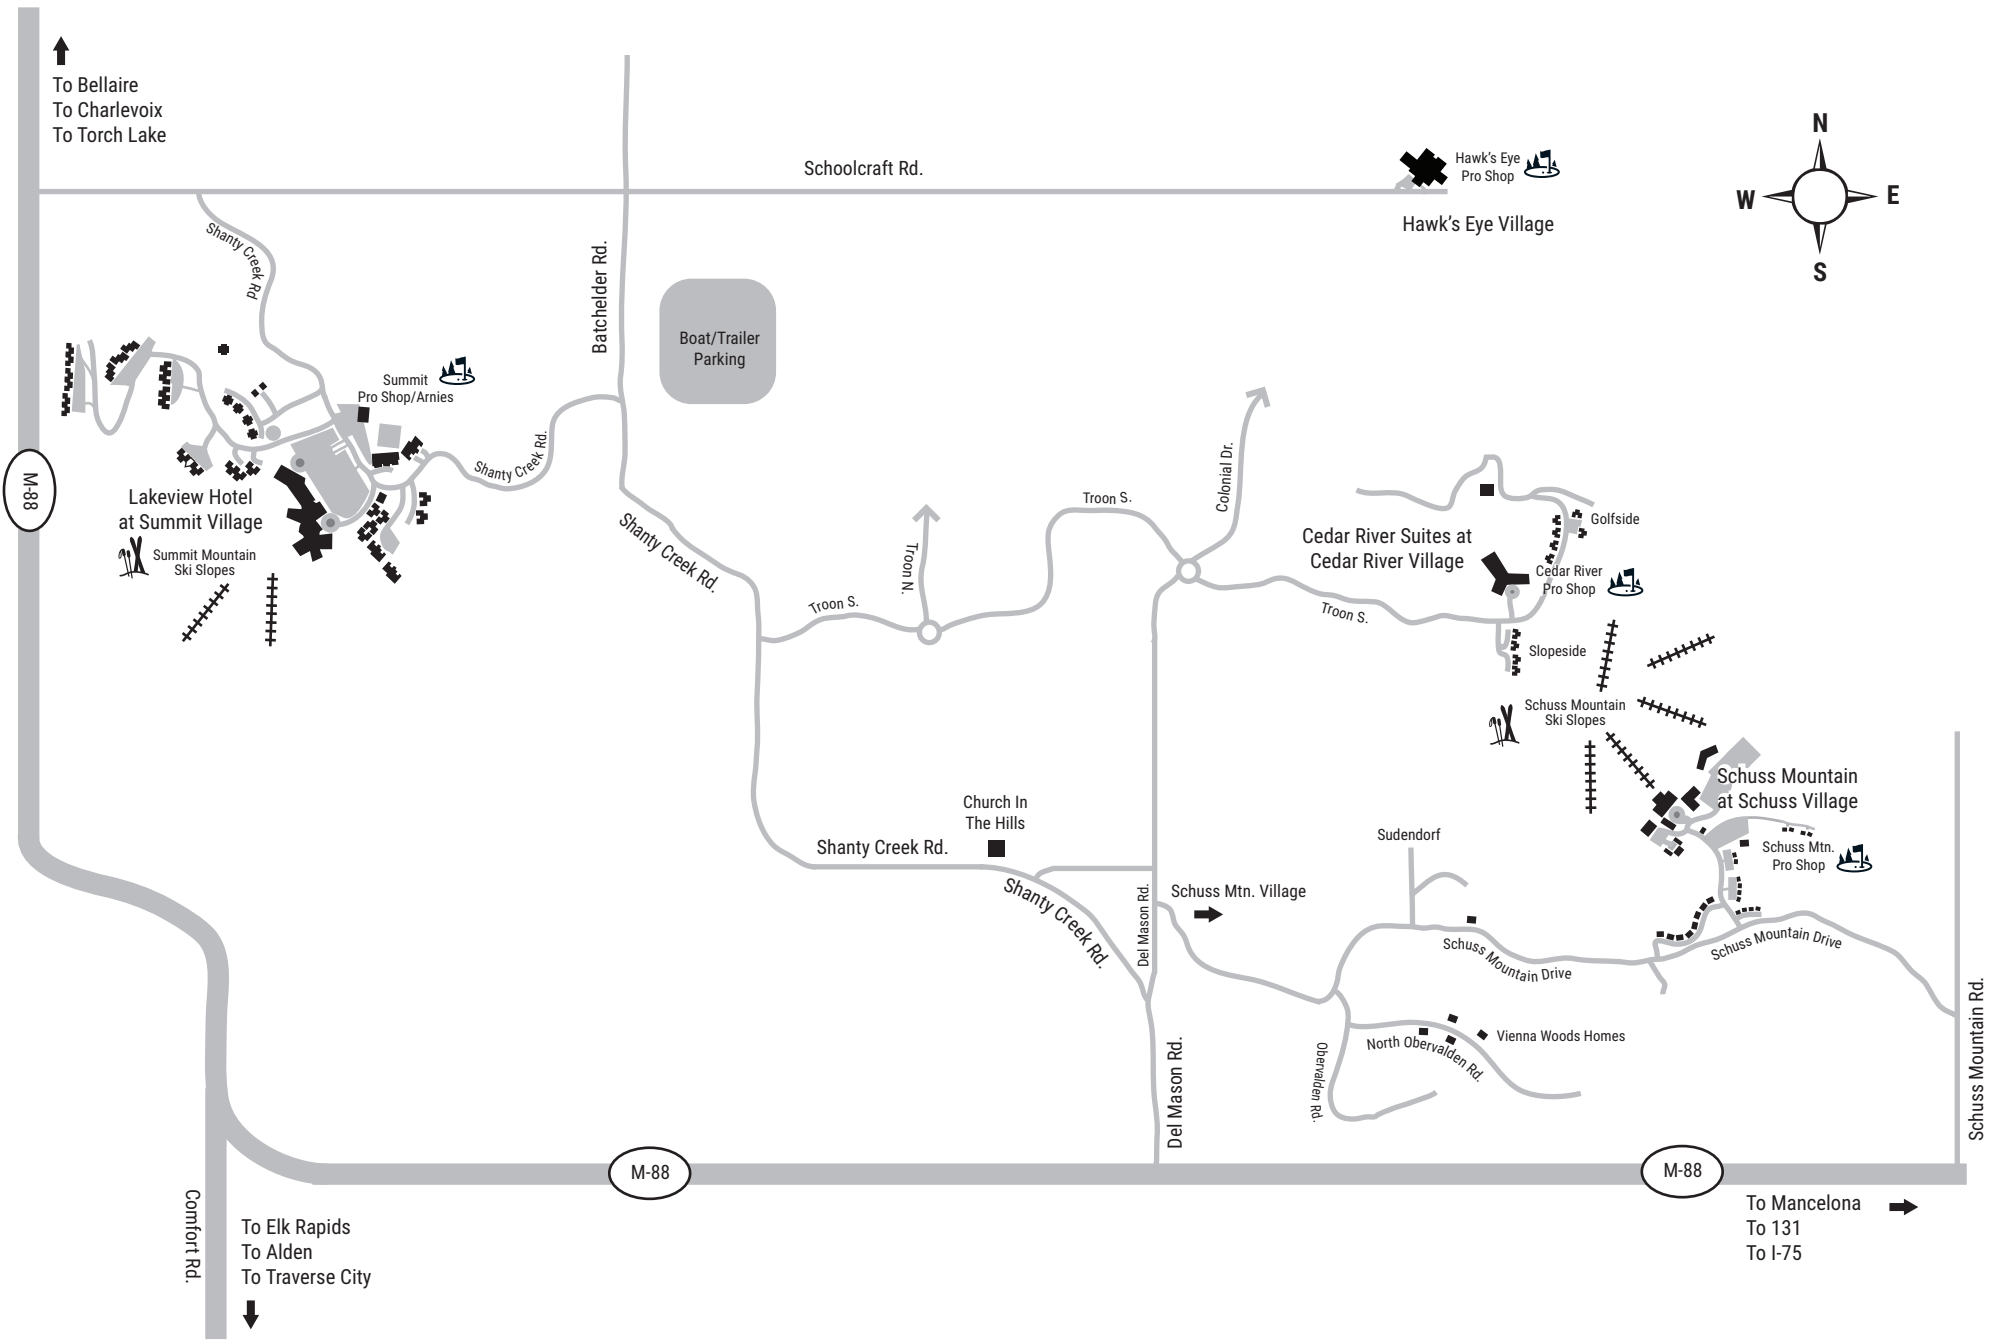 To Bellaire
To Charlevoix
To Torch Lake
Schoolcraft Rd.
Hawk's Eye
Pro Shop
Hawk's Eye Village
N
W
E
S
Shanty Creek Rd
Batchelder Rd.
Boat/Trailer
Parking
Summit
Pro Shop/Arnies
Shanty Creek Rd.
M-88
Lakeview Hotel
at Summit Village
Summit Mountain
Ski Slopes
Shanty Creek Rd.
Troon S.
Troon N.
Troon S.
Colonial Dr.
Cedar River Suites at
Cedar River Village
Golfside
Cedar River
Pro Shop
Troon S.
Slopeside
Schuss Mountain
Ski Slopes
Schuss Mountain
at Schuss Village
Church In
The Hills
Shanty Creek Rd.
Shanty Creek Rd.
Del Mason Rd.
Schuss Mtn. Village
Sudendorf
Schuss Mtn.
Pro Shop
Schuss Mountain Drive
Schuss Mountain Drive
Schuss Mountain Rd.
Vienna Woods Homes
North Obervalden Rd.
Obervalden Rd.
Del Mason Rd.
M-88
M-88
Comfort Rd.
To Elk Rapids
To Alden
To Traverse City
To Mancelona
To 131
To I-75